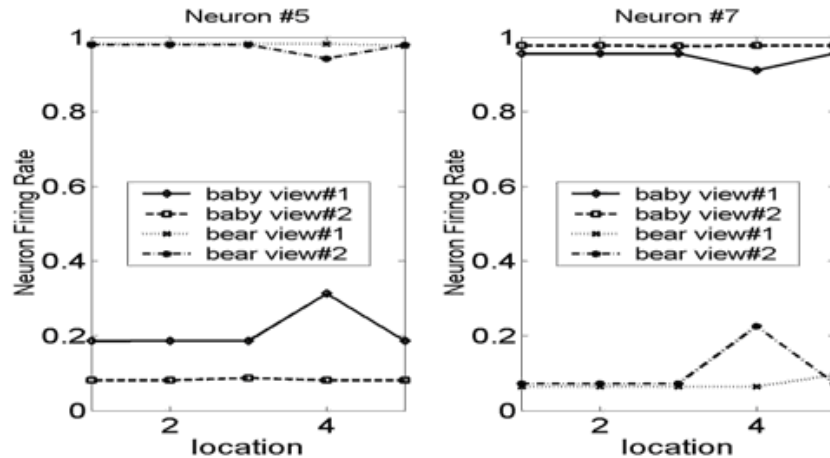 Neuron #5
1
0.8
0.6
0.4
0.2
0
Neuron Firing Rate
baby view#1
baby view#2
bear view#1
bear view#2
2
4
location
Neuron #7
1
0.8
0.6
0.4
0.2
0
Neuron Firing Rate
baby view#1
baby view#2
bear view#1
bear view#2
2
4
location